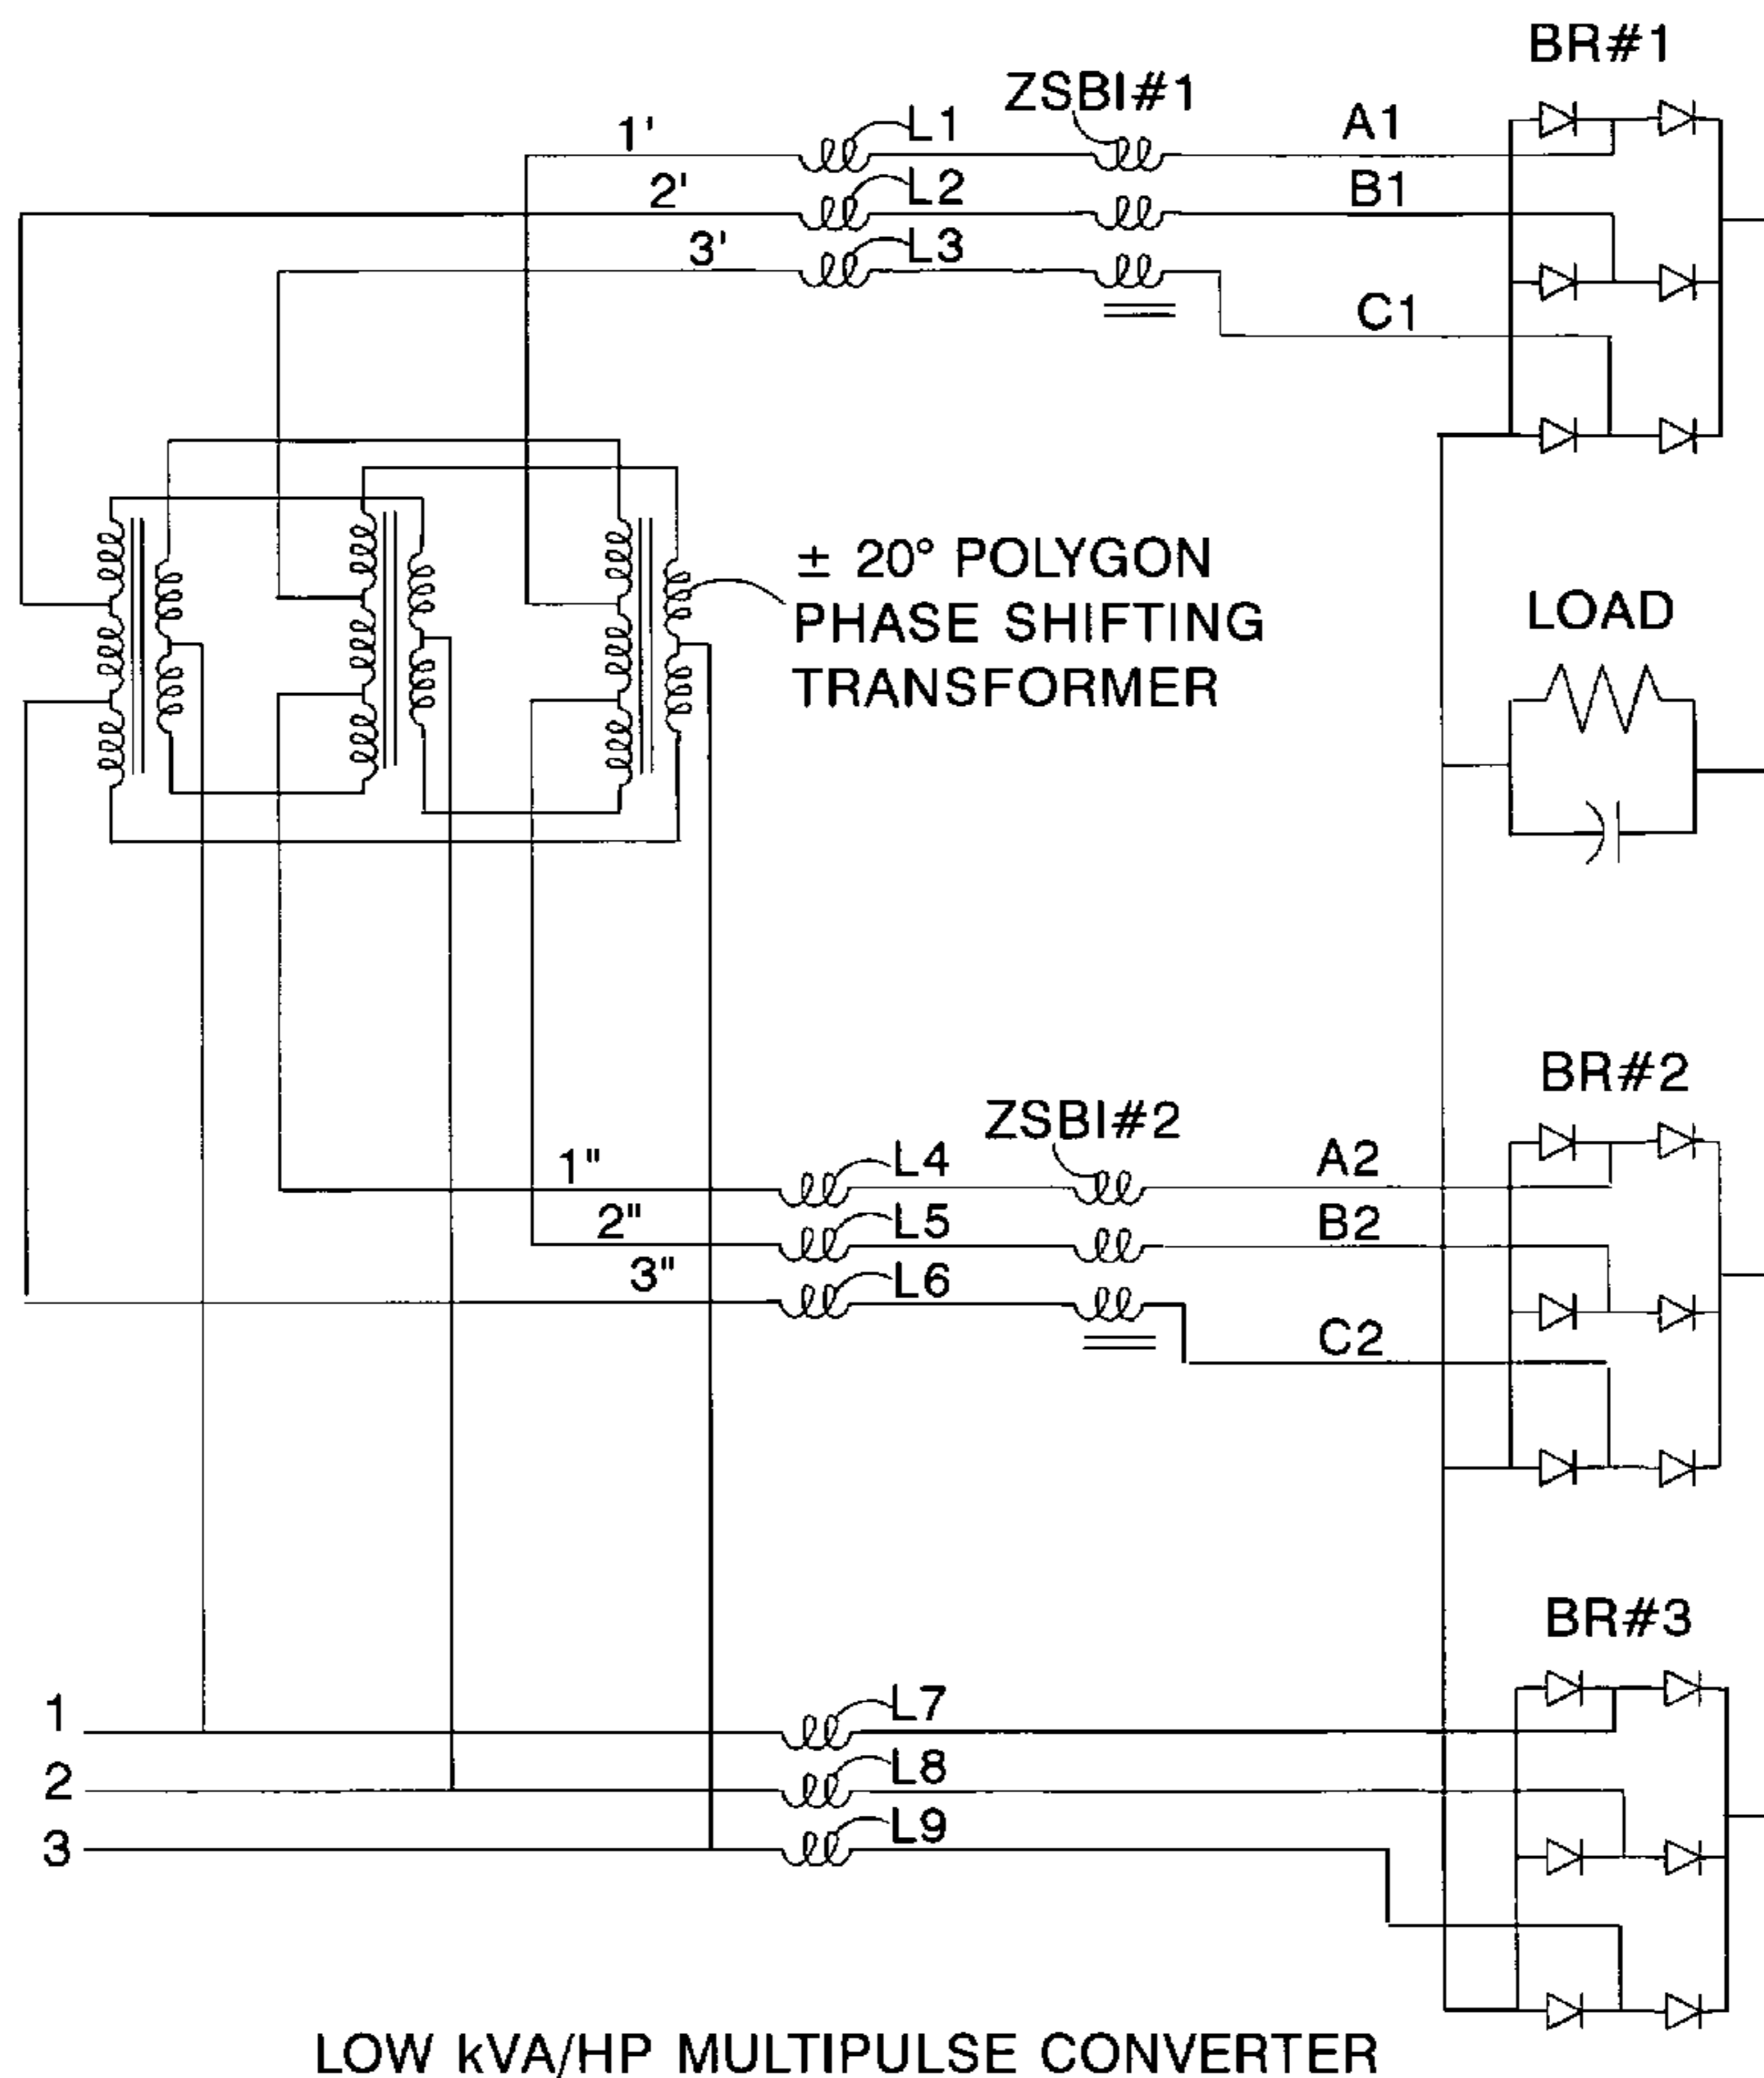 BR#1
ZSBI#1
1'
L1
A1
2'
L2
B1
3'
L3
C1
± 20° POLYGON
PHASE SHIFTING
TRANSFORMER
LOAD
BR#2
ZSBI#2
1"
L4
A2
2"
L5
B2
3"
L6
C2
BR#3
1
L7
2
L8
3
L9
LOW kVA/HP MULTIPULSE CONVERTER